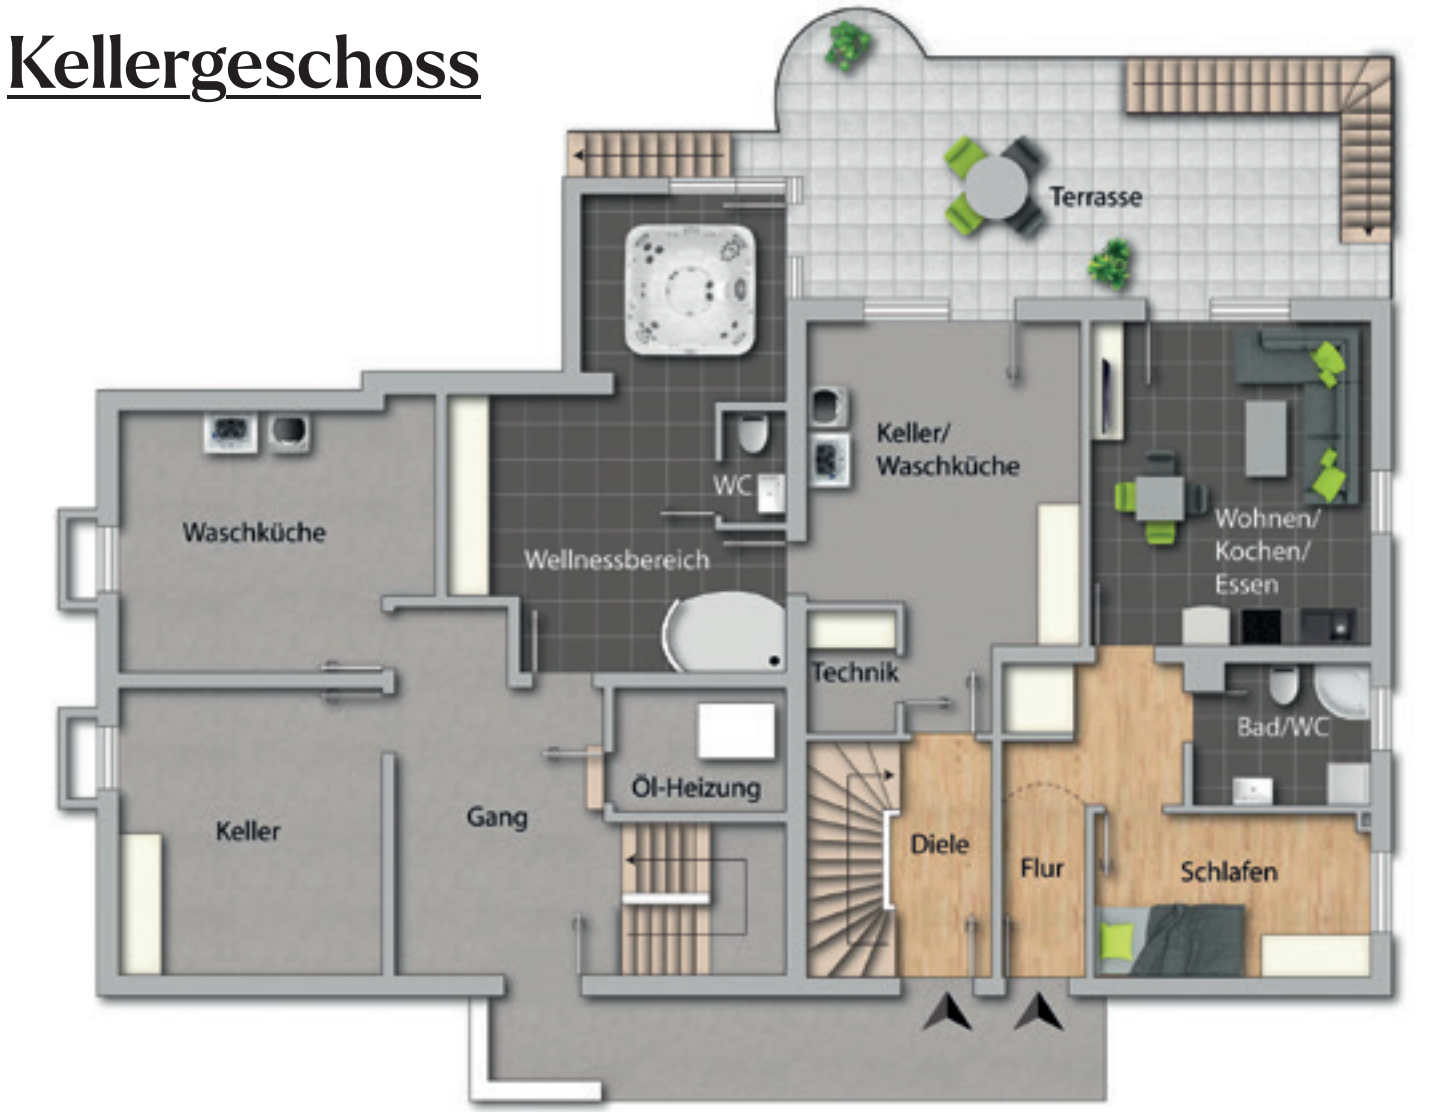 Kellergeschoss
Terrasse
Keller/
Waschküche
WC
Waschküche
Wellnessbereich
Wohnen/
Kochen/
Essen
Technik
Bad/WC
Öl-Heizung
Keller
Gang
Diele
Flur
Schlafen